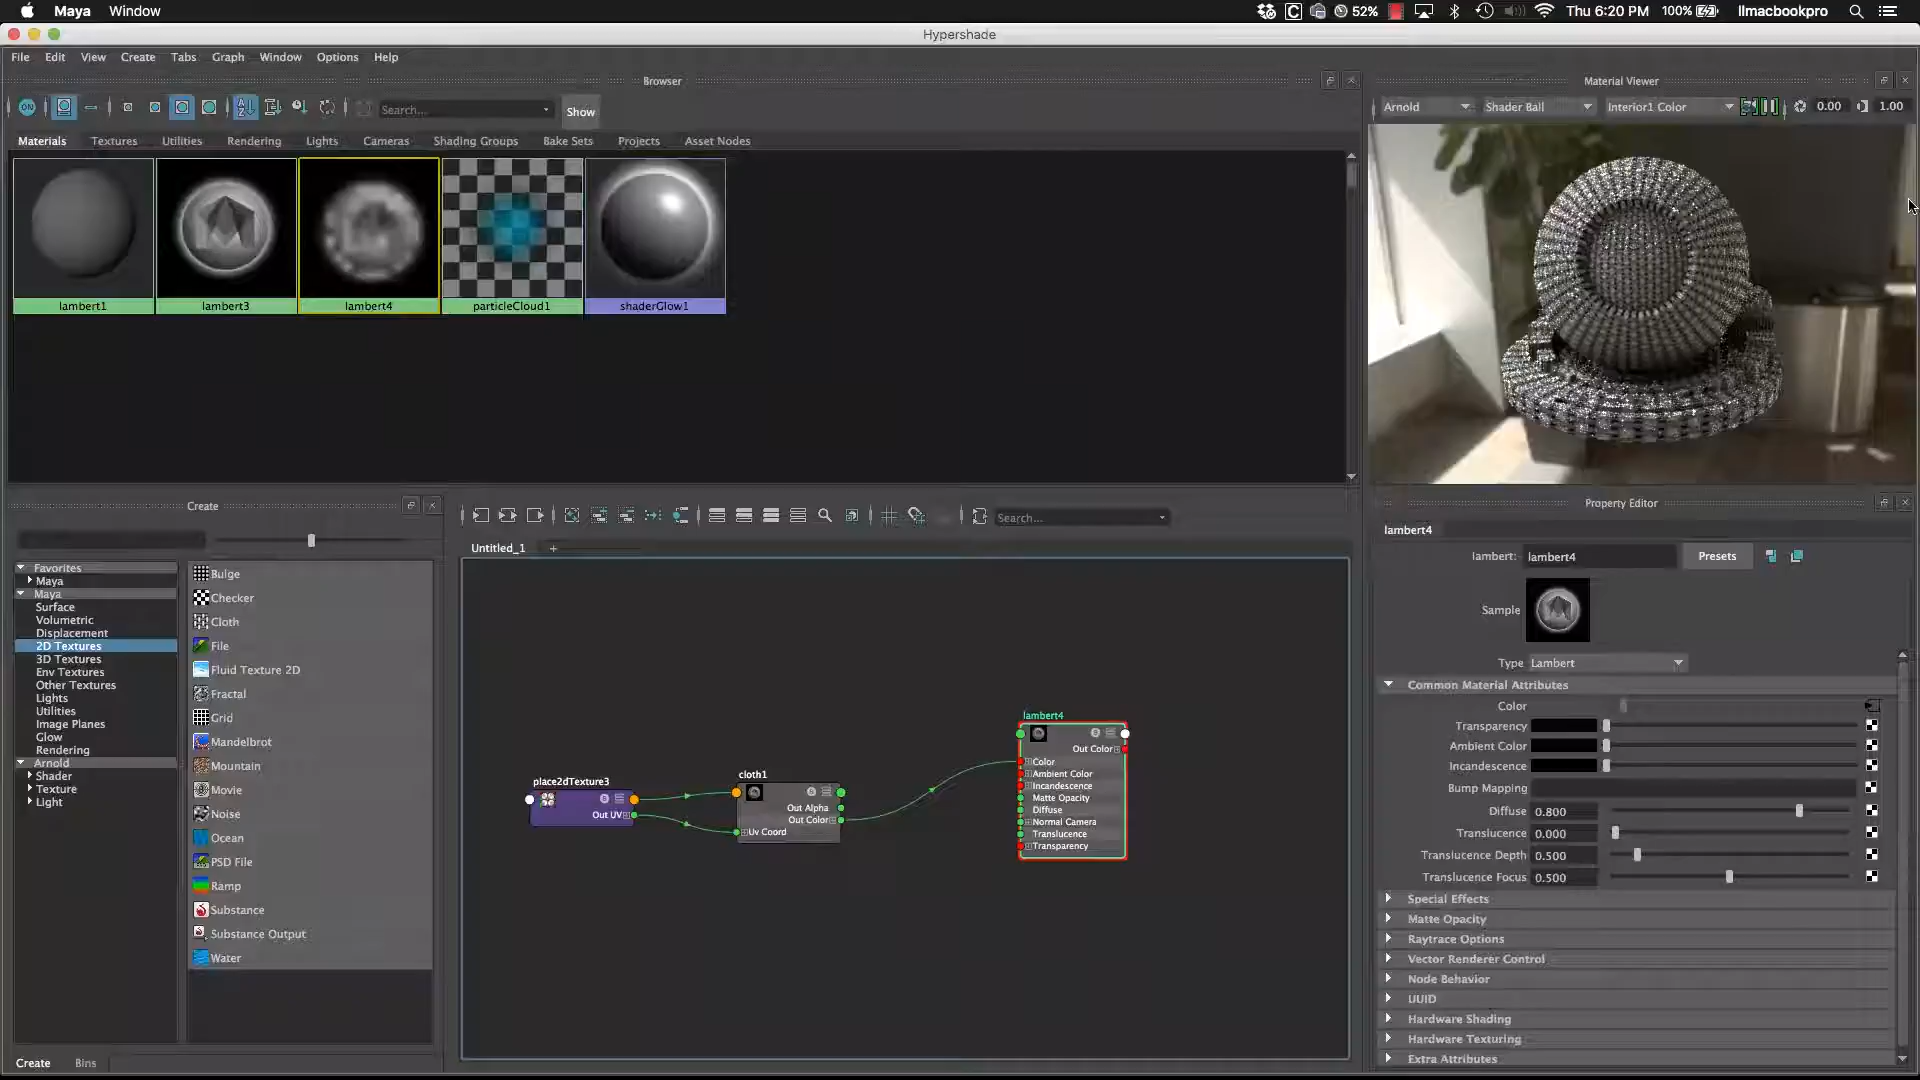 Maya Window 52% Thu 6:20 PM 100% llmacbookpro
Hypershade
File Edit View Create Tabs Graph Window Options Help
Browser
Material Viewer
ON Search... Show
Arnold Shader Ball Interior1 Color 0.00 1.00
Materials Textures Utilities Rendering Lights Cameras Shading Groups Bake Sets Projects Asset Nodes
lambert1 lambert3 lambert4 particleCloud1 shaderGlow1
Create
Search...
Untitled_1 +
Favorites
Maya
Maya
Surface
Volumetric
Displacement
2D Textures
3D Textures
Env Textures
Other Textures
Lights
Utilities
Image Planes
Glow
Rendering
Arnold
Shader
Texture
Light
Bulge
Checker
Cloth
File
Fluid Texture 2D
Fractal
Grid
Mandelbrot
Mountain
Movie
Noise
Ocean
PSD File
Ramp
Substance
Substance Output
Water
Create Bins
place2dTexture3
Out UV
cloth1
Out Alpha
Out Color
Uv Coord
lambert4
Out Color
Color
Ambient Color
Incandescence
Matte Opacity
Diffuse
Normal Camera
Translucence
Transparency
Property Editor
lambert4
lambert: lambert4 Presets
Sample
Type Lambert
Common Material Attributes
Color
Transparency
Ambient Color
Incandescence
Bump Mapping
Diffuse 0.800
Translucence 0.000
Translucence Depth 0.500
Translucence Focus 0.500
Special Effects
Matte Opacity
Raytrace Options
Vector Renderer Control
Node Behavior
UUID
Hardware Shading
Hardware Texturing
Extra Attributes